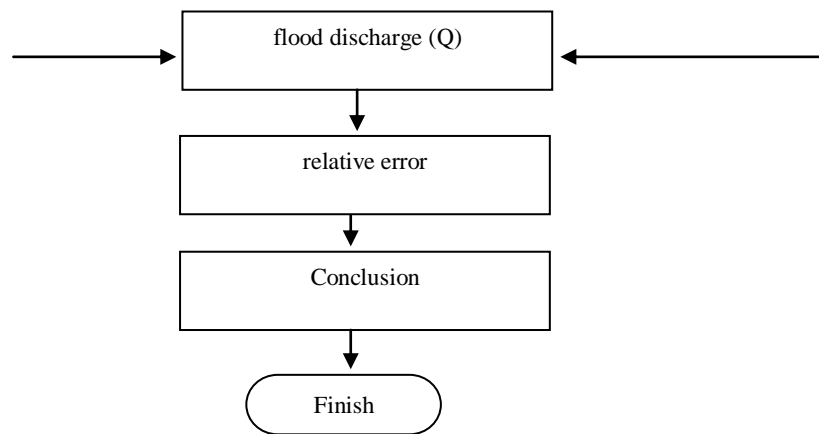 flood discharge (Q)
relative error
Conclusion
Finish